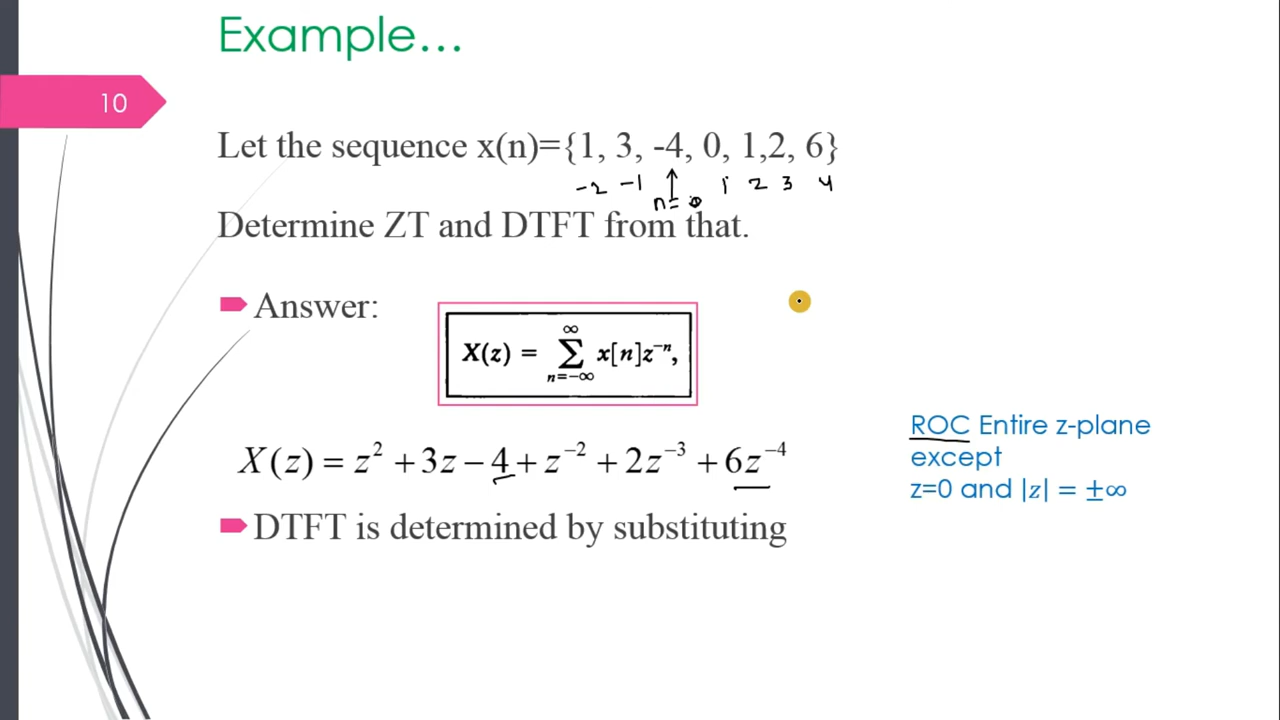 Example…
10
Let the sequence x(n)={1, 3, -4, 0, 1,2, 6}
-2 -1 ↑ 1 2 3 4
n=0
Determine ZT and DTFT from that.
Answer:
X(z) = ∑_{n=-∞}^{∞} x[n]z⁻ⁿ,
X(z) = z² + 3z − 4 + z⁻² + 2z⁻³ + 6z⁻⁴
ROC Entire z-plane
except
z=0 and |z| = ±∞
DTFT is determined by substituting